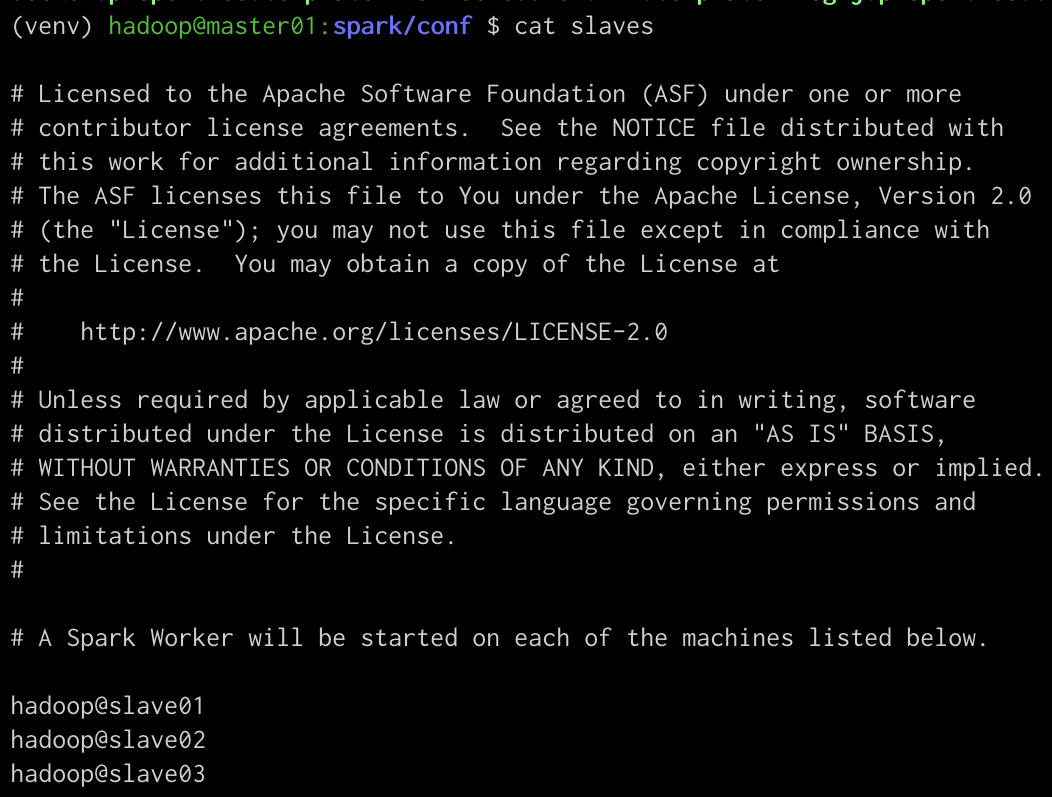 (venv) hadoop@master01:spark/conf $ cat slaves
# Licensed to the Apache Software Foundation (ASF) under one or more
# contributor license agreements.  See the NOTICE file distributed with
# this work for additional information regarding copyright ownership.
# The ASF licenses this file to You under the Apache License, Version 2.0
# (the "License"); you may not use this file except in compliance with
# the License.  You may obtain a copy of the License at
#
#    http://www.apache.org/licenses/LICENSE-2.0
#
# Unless required by applicable law or agreed to in writing, software
# distributed under the License is distributed on an "AS IS" BASIS,
# WITHOUT WARRANTIES OR CONDITIONS OF ANY KIND, either express or implied.
# See the License for the specific language governing permissions and
# limitations under the License.
#
# A Spark Worker will be started on each of the machines listed below.
hadoop@slave01
hadoop@slave02
hadoop@slave03